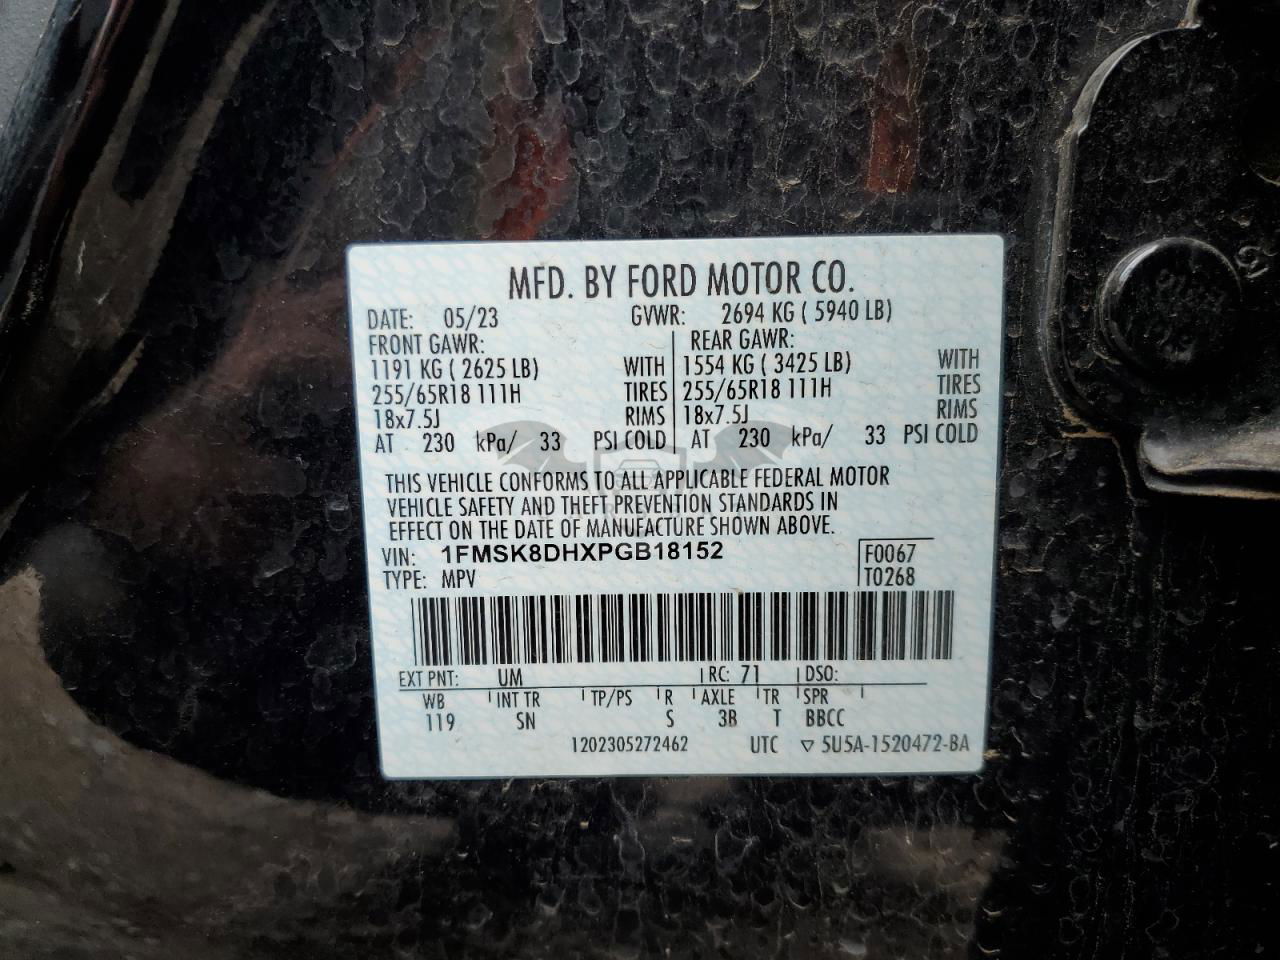 MFD. BY FORD MOTOR CO.
DATE: 05/23 GVWR: 2694 KG ( 5940 LB)
FRONT GAWR: REAR GAWR:
1191 KG ( 2625 LB) WITH 1554 KG ( 3425 LB) WITH
255/65R18 111H TIRES 255/65R18 111H TIRES
18x7.5J RIMS 18x7.5J RIMS
AT 230 kPa/ 33 PSI COLD AT 230 kPa/ 33 PSI COLD
THIS VEHICLE CONFORMS TO ALL APPLICABLE FEDERAL MOTOR
VEHICLE SAFETY AND THEFT PREVENTION STANDARDS IN
EFFECT ON THE DATE OF MANUFACTURE SHOWN ABOVE.
VIN: 1FMSK8DHXPGB18152 F0067
TYPE: MPV T0268
EXT PNT: UM RC: 71 DSO:
WB INT TR TP/PS R AXLE TR SPR
119 SN S 3B T BBCC
1202305272462 UTC ▽ 5U5A-1520472-BA